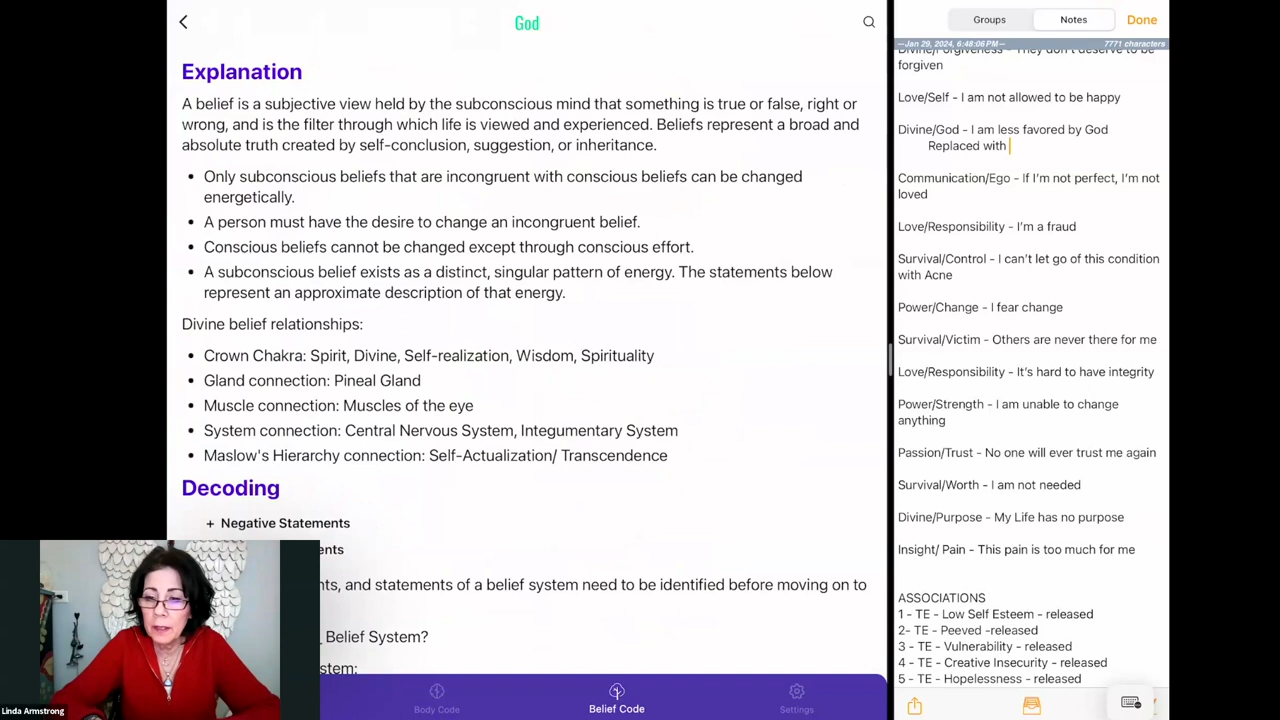 God
Explanation
A belief is a subjective view held by the subconscious mind that something is true or false, right or
wrong, and is the filter through which life is viewed and experienced. Beliefs represent a broad and
absolute truth created by self-conclusion, suggestion, or inheritance.
• Only subconscious beliefs that are incongruent with conscious beliefs can be changed
energetically.
• A person must have the desire to change an incongruent belief.
• Conscious beliefs cannot be changed except through conscious effort.
• A subconscious belief exists as a distinct, singular pattern of energy. The statements below
represent an approximate description of that energy.
Divine belief relationships:
• Crown Chakra: Spirit, Divine, Self-realization, Wisdom, Spirituality
• Gland connection: Pineal Gland
• Muscle connection: Muscles of the eye
• System connection: Central Nervous System, Integumentary System
• Maslow's Hierarchy connection: Self-Actualization/ Transcendence
Decoding
+ Negative Statements
ents
nts, and statements of a belief system need to be identified before moving on to
Belief System?
stem:
Body Code
Belief Code
Settings
Linda Armstrong
Groups
Notes
Done
—Jan 29, 2024, 6:48:06PM—
7771 characters
Divine/Forgiveness - They don't deserve to be
forgiven
Love/Self - I am not allowed to be happy
Divine/God - I am less favored by God
Replaced with
Communication/Ego - If I'm not perfect, I'm not
loved
Love/Responsibility - I'm a fraud
Survival/Control - I can't let go of this condition
with Acne
Power/Change - I fear change
Survival/Victim - Others are never there for me
Love/Responsibility - It's hard to have integrity
Power/Strength - I am unable to change
anything
Passion/Trust - No one will ever trust me again
Survival/Worth - I am not needed
Divine/Purpose - My Life has no purpose
Insight/ Pain - This pain is too much for me
ASSOCIATIONS
1 - TE - Low Self Esteem - released
2- TE - Peeved -released
3 - TE - Vulnerability - released
4 - TE - Creative Insecurity - released
5 - TE - Hopelessness - released